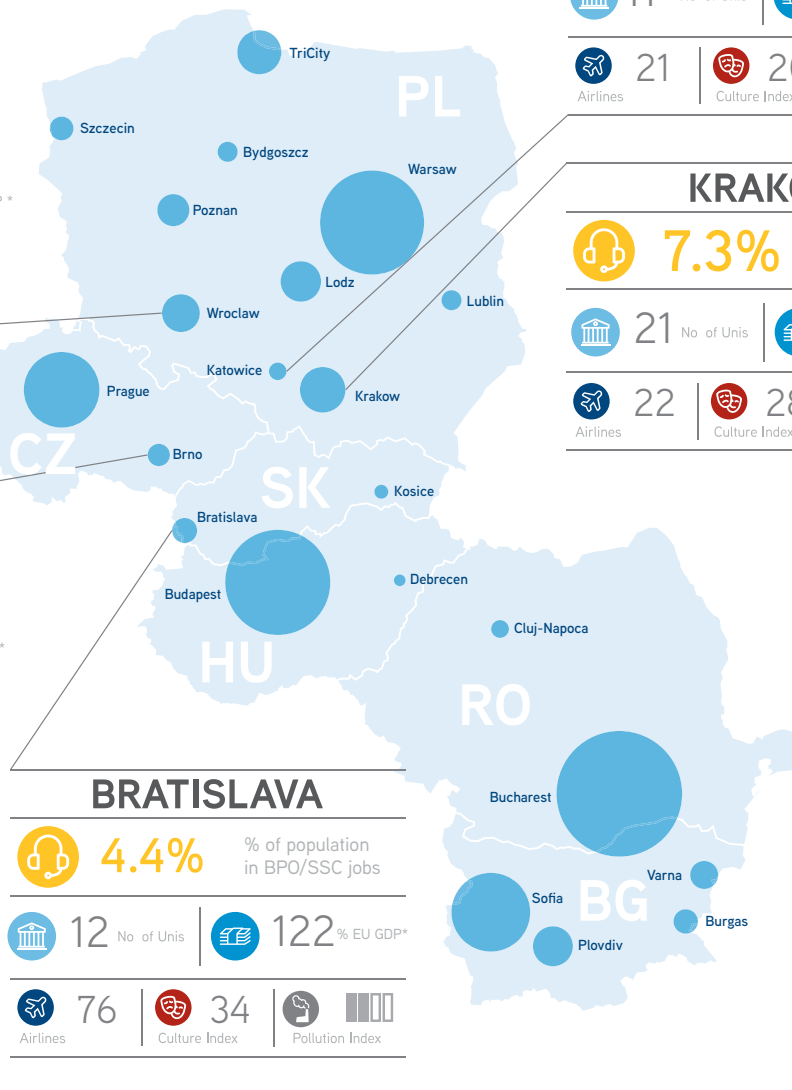 TriCity
PL
Szczecin
Bydgoszcz
Warsaw
Poznan
Lodz
Lublin
Wroclaw
Katowice
Krakow
Prague
CZ
Brno
SK
Kosice
Bratislava
Budapest
Debrecen
HU
Cluj-Napoca
RO
Bucharest
Varna
Sofia
BG
Burgas
Plovdiv
21
Airlines
Culture Index
7.3%
21 No of Unis
22
Airlines
Culture Index
BRATISLAVA
4.4% % of population
in BPO/SSC jobs
12 No of Unis 122 % EU GDP*
76 34
Airlines Culture Index Pollution Index